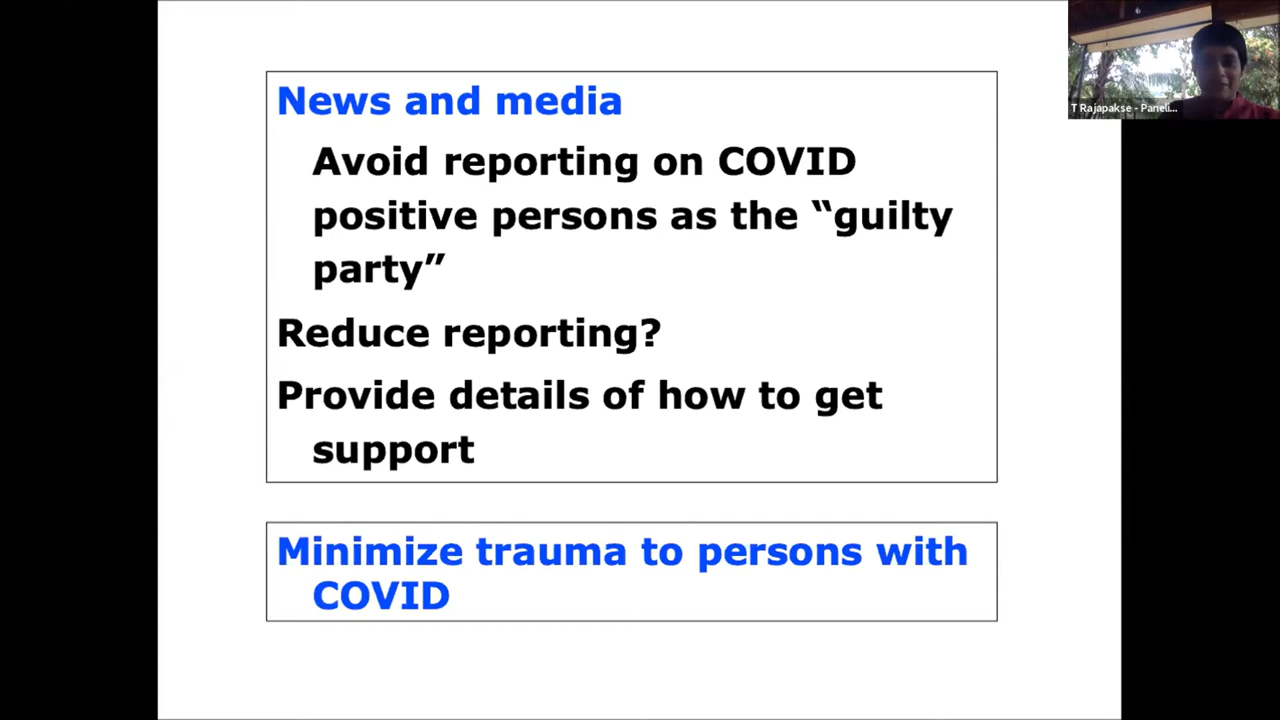 News and media
Avoid reporting on COVID
positive persons as the “guilty
party”
Reduce reporting?
Provide details of how to get
support
Minimize trauma to persons with
COVID
T Rajapakse - Paneli...